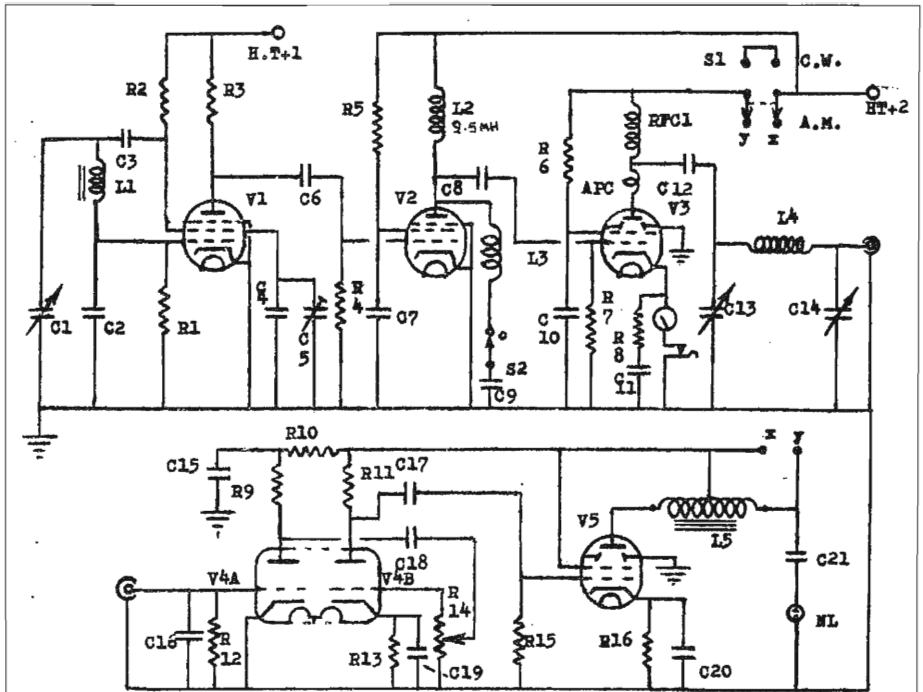 H.T+1
S1
C.W.
R2
R3
R5
L2
2.5MH
RFC1
HT+2
y
x
A.M.
C3
L1
V1
C6
V2
C8
R
6
APC
C12
V3
L4
L3
C1
C2
R1
C
4
C
5
R
4
C7
S2
C9
C
10
R
7
R
8
C
11
C13
C14
R10
x
y
C15
R9
R11
C17
V5
L5
C18
C21
V4A
V4B
R
14
NL
C16
R
12
R13
C19
R15
R16
C20